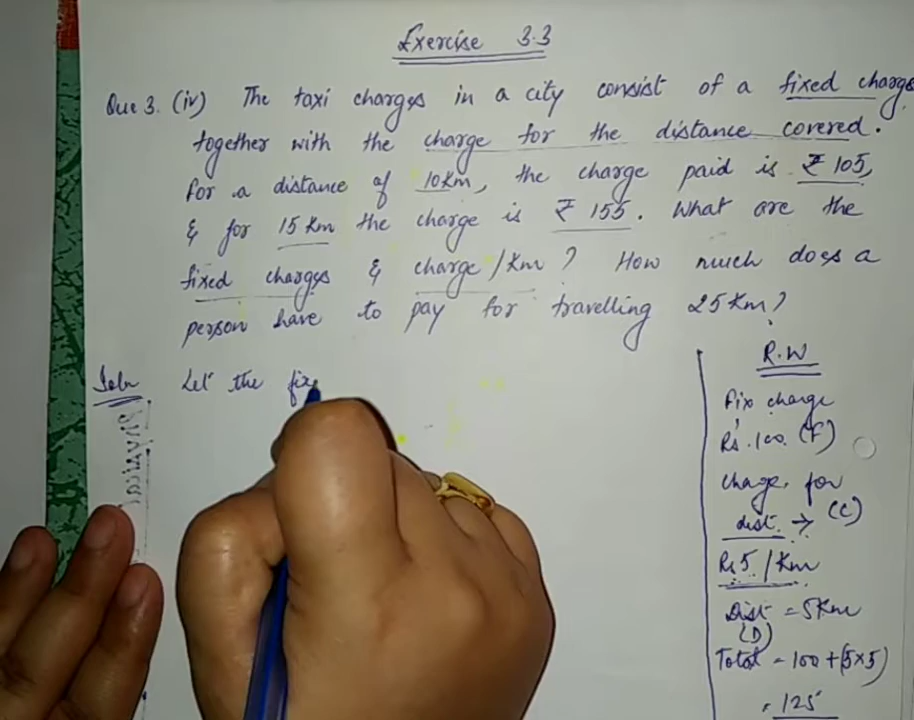 Exercise 3.3
Que 3. (iv) The taxi charges in a city consist of a fixed charge
together with the charge for the distance covered.
For a distance of 10Km, the charge paid is ₹ 105,
& for 15 Km the charge is ₹ 155. What are the
fixed charges & charge /Km ? How much does a
person have to pay for travelling 25Km?
Soln Let the fix
R.W
Fix charge
Rs. 100. (F)
charge for
dist. → (C)
Rs 5 /Km
Dist = 5Km
(D)
Total = 100 + (5×5)
= 125